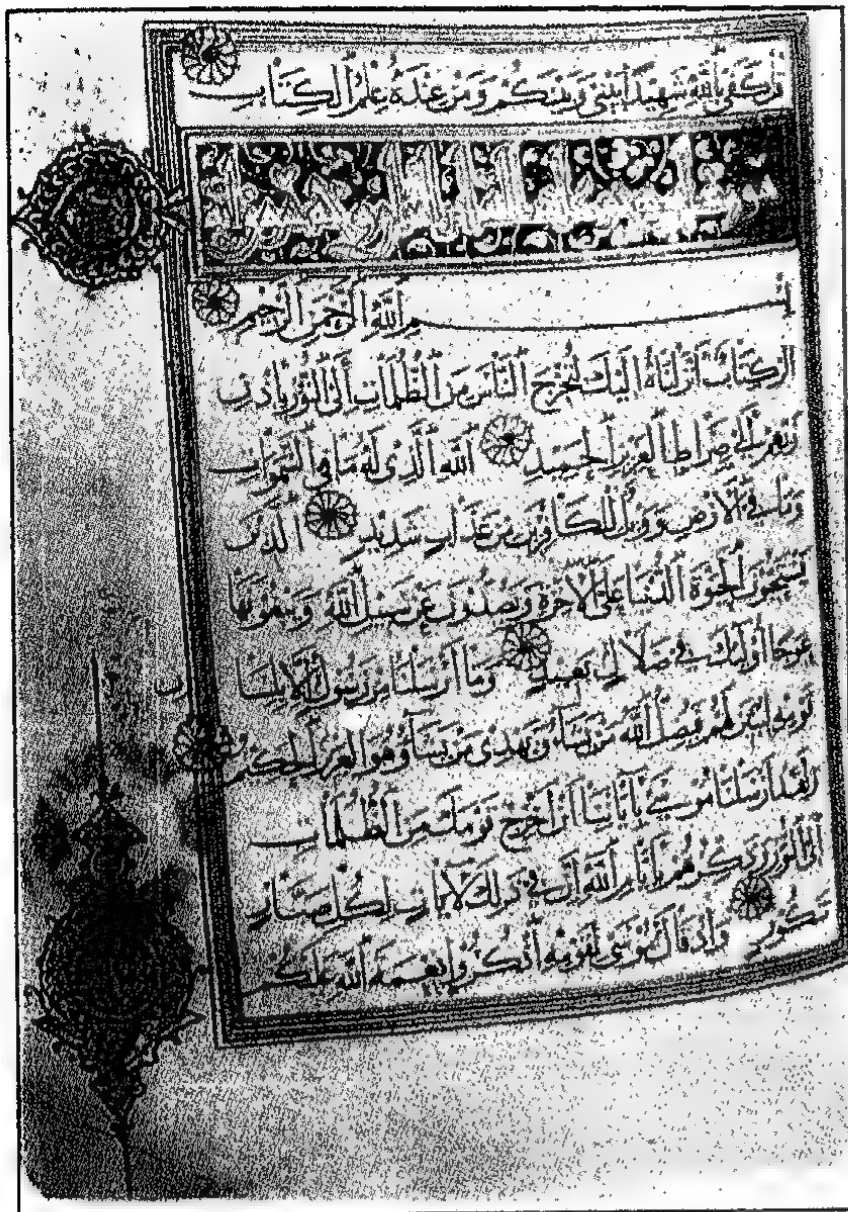 قل كفى بالله شهيدا بيني وبينكم ومن عنده علم الكتاب
بسم الله الرحمن الرحيم
الر كتاب أنزلناه إليك لتخرج الناس من الظلمات إلى النور بإذن
ربهم إلى صراط العزيز الحميد الله الذي له ما في السموات
وما في الأرض وويل للكافرين من عذاب شديد الذين
يستحبون الحيوة الدنيا على الآخرة ويصدون عن سبيل الله ويبغونها
عوجا أولئك في ضلال بعيد وما أرسلنا من رسول إلا بلسان
قومه ليبين لهم فيضل الله من يشاء ويهدي من يشاء وهو العزيز الحكيم و
لقد أرسلنا موسى بآياتنا أن أخرج قومك من الظلمات
إلى النور وذكرهم بأيام الله إن في ذلك لآيات لكل صبار
شكور وإذ قال موسى لقومه اذكروا نعمة الله عليكم